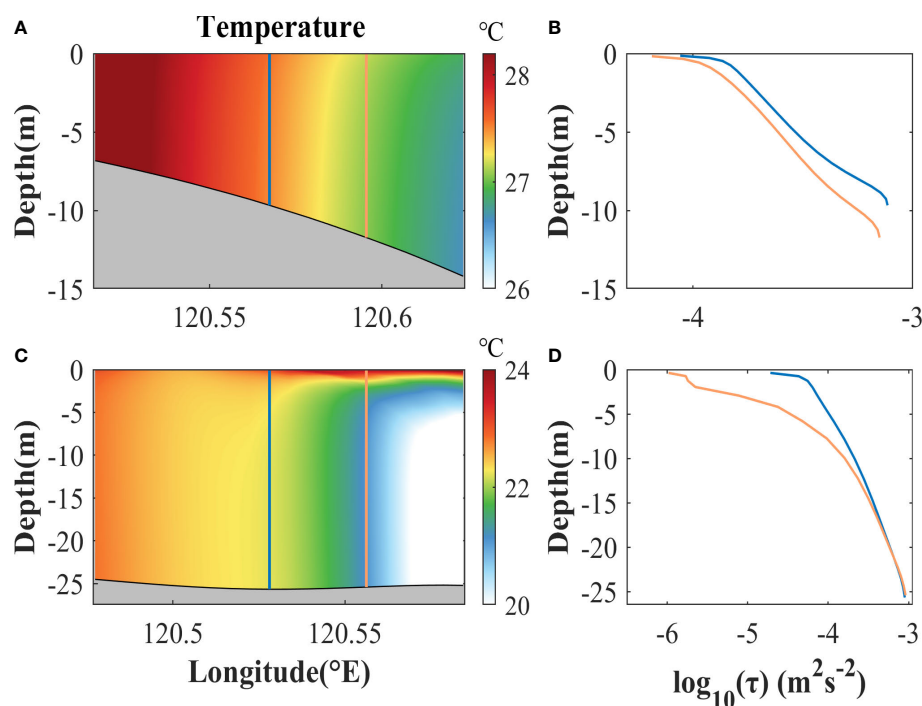 A
Temperature
°C
B
0
-5
-10
-15
Depth(m)
120.55
120.6
28
27
26
0
-5
-10
-15
Depth(m)
-4
-3
C
°C
D
0
-5
-10
-15
-20
-25
Depth(m)
120.5
120.55
Longitude(°E)
24
22
20
0
-5
-10
-15
-20
-25
Depth(m)
-6
-5
-4
-3
log₁₀(τ) (m²s⁻²)